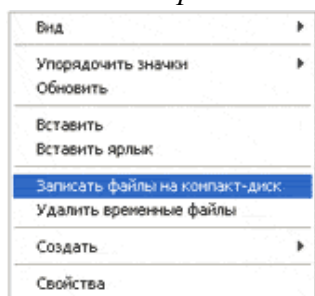 Вид
Упорядочить значки
Обновить
Вставить
Вставить ярлык
Записать файлы на компакт-диск
Удалить временные файлы
Создать
Свойства